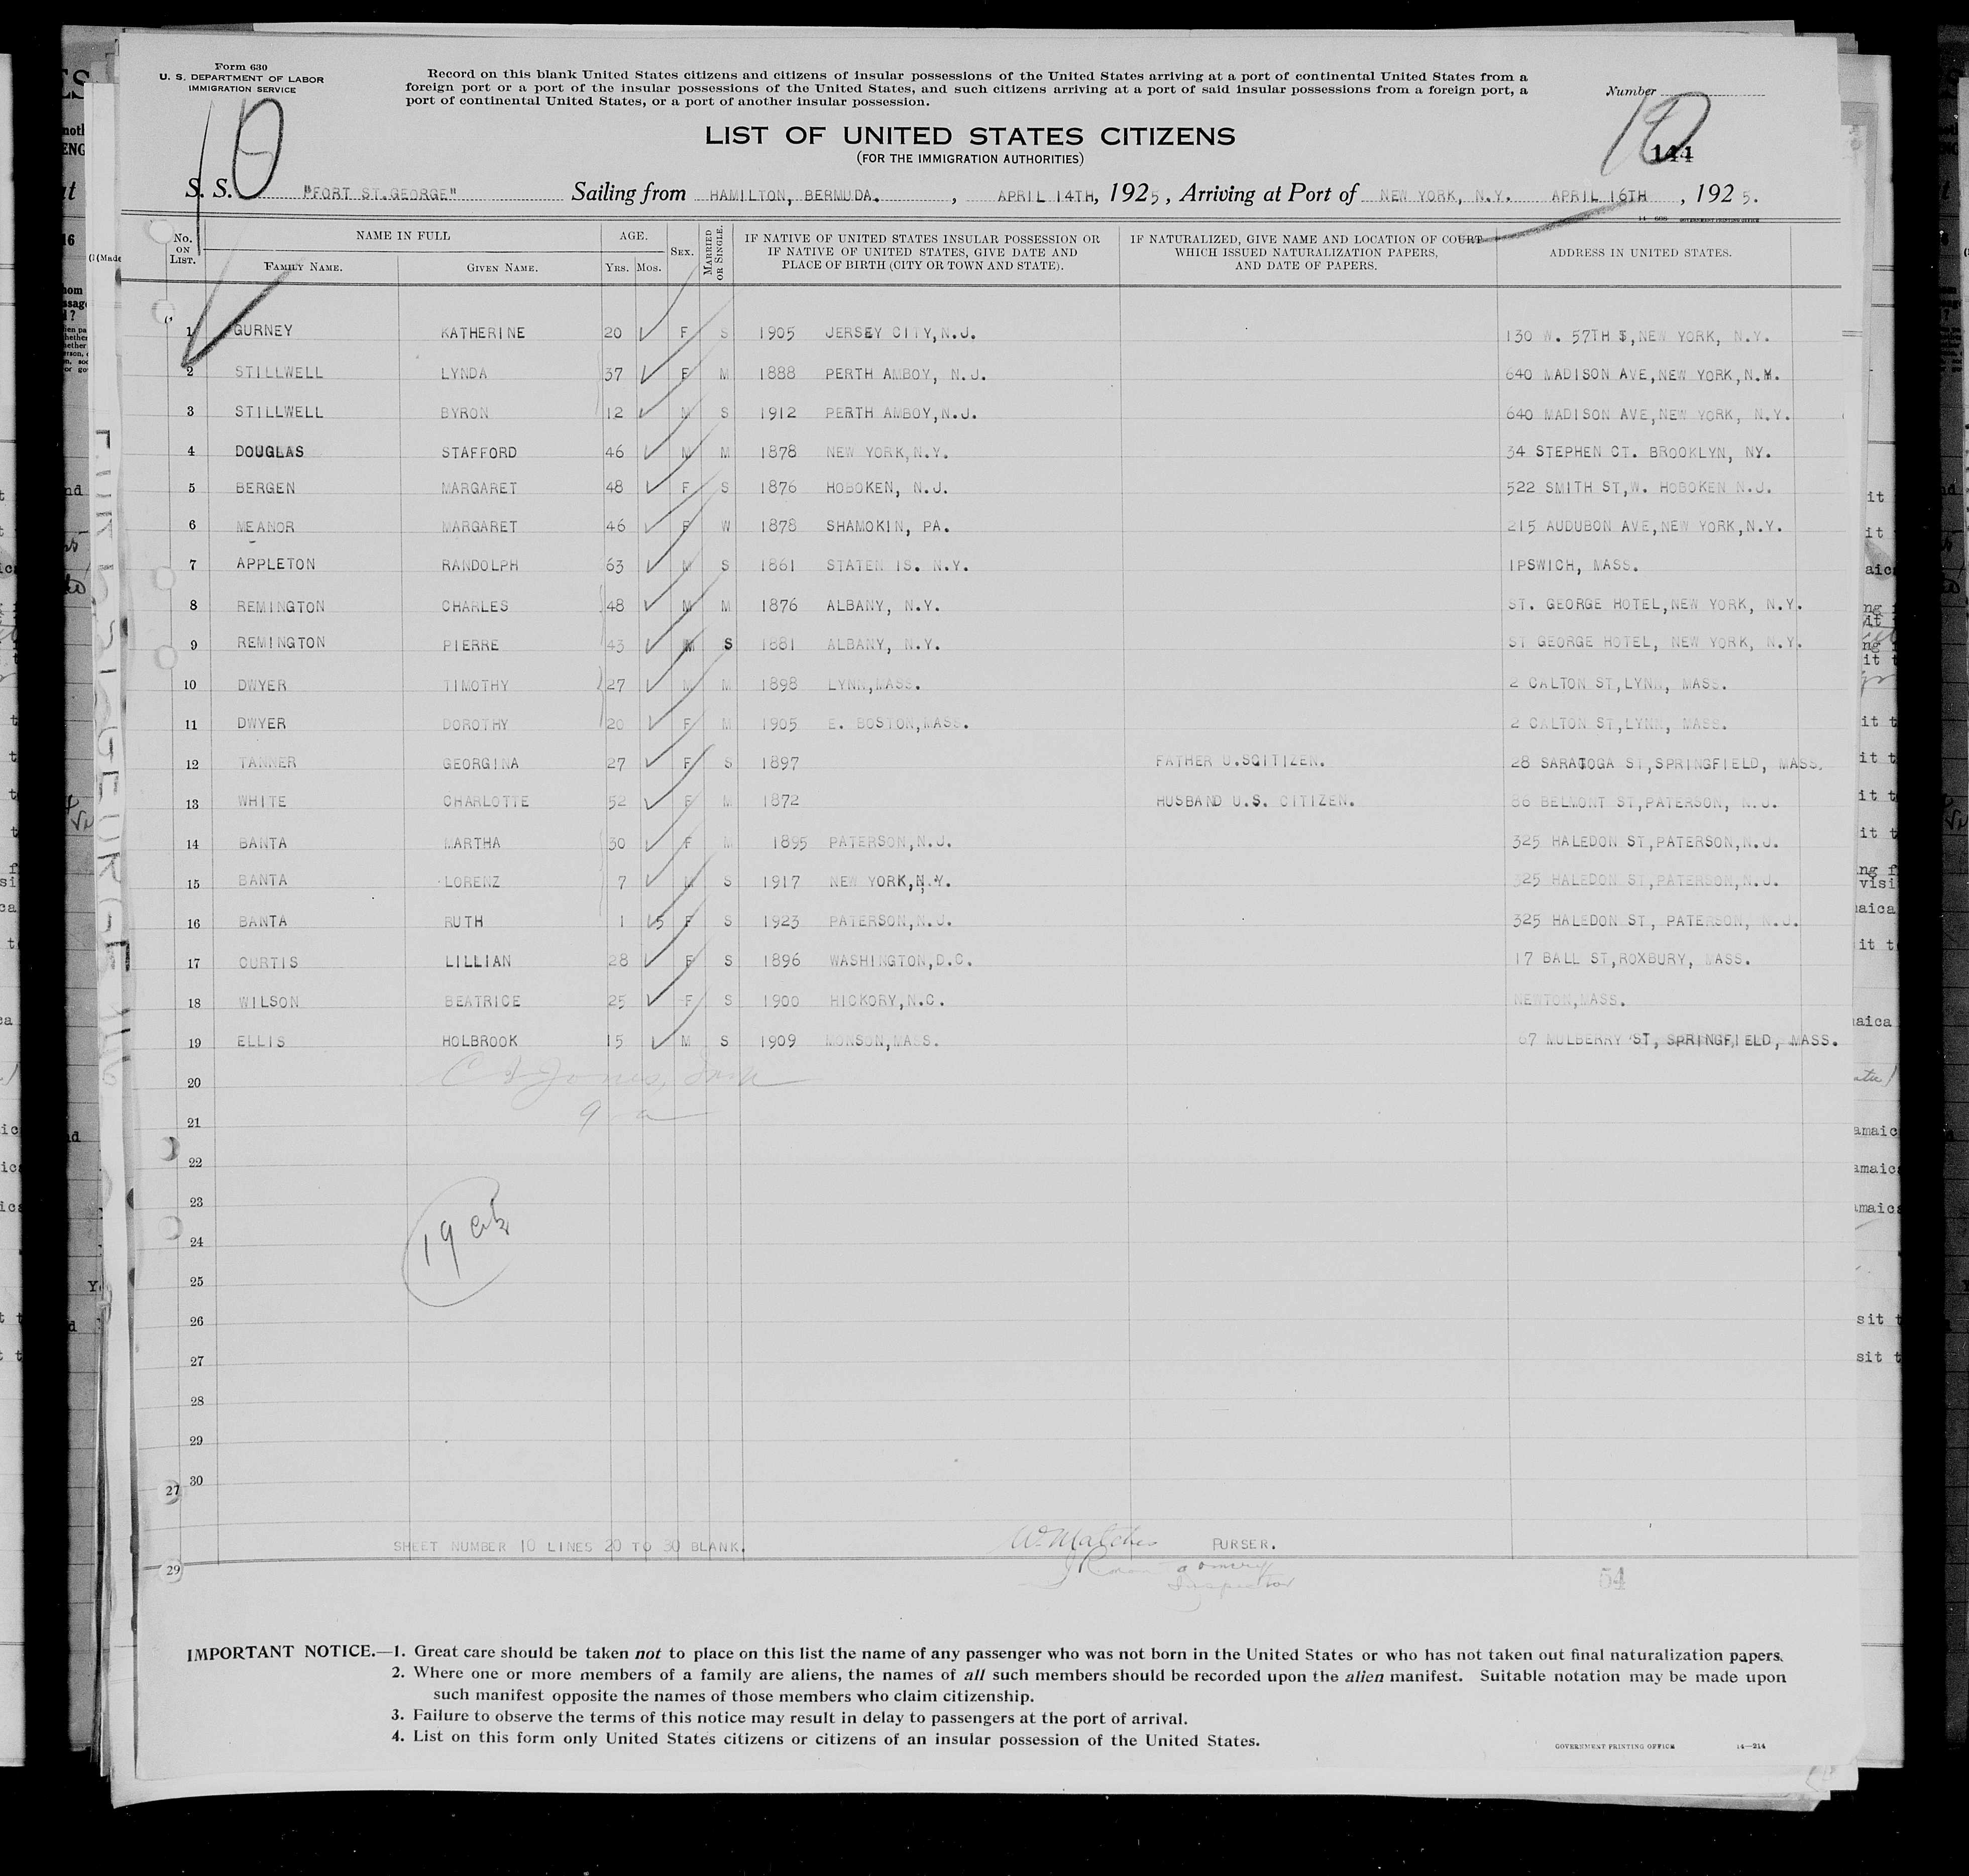 Form 630
U. S. DEPARTMENT OF LABOR
IMMIGRATION SERVICE
Record on this blank United States citizens and citizens of insular possessions of the United States arriving at a port of continental United States from a
foreign port or a port of the insular possessions of the United States, and such citizens arriving at a port of said insular possessions from a foreign port, a
port of continental United States, or a port of another insular possession.
Number
10
10
144
LIST OF UNITED STATES CITIZENS
(FOR THE IMMIGRATION AUTHORITIES)
S. S. "FORT ST.GEORGE" Sailing from HAMILTON, BERMUDA. , APRIL 14TH, 1925, Arriving at Port of NEW YORK, N.Y. APRIL 16TH , 1925.
No. ON LIST. NAME IN FULL AGE. SEX. MARRIED OR SINGLE. IF NATIVE OF UNITED STATES INSULAR POSSESSION OR IF NATIVE OF UNITED STATES, GIVE DATE AND PLACE OF BIRTH (CITY OR TOWN AND STATE). IF NATURALIZED, GIVE NAME AND LOCATION OF COURT WHICH ISSUED NATURALIZATION PAPERS, AND DATE OF PAPERS. ADDRESS IN UNITED STATES.
FAMILY NAME. GIVEN NAME. YRS. MOS.
1 GURNEY KATHERINE 20 F S 1905 JERSEY CITY,N.J. 130 W. 57TH S,NEW YORK, N.Y.
2 STILLWELL LYNDA 37 F M 1888 PERTH AMBOY, N.J. 640 MADISON AVE,NEW YORK,N.Y.
3 STILLWELL BYRON 12 M S 1912 PERTH AMBOY,N.J. 640 MADISON AVE,NEW YORK, N.Y.
4 DOUGLAS STAFFORD 46 M M 1878 NEW YORK,N.Y. 34 STEPHEN CT. BROOKLYN, NY.
5 BERGEN MARGARET 48 F S 1876 HOBOKEN, N.J. 522 SMITH ST,W. HOBOKEN N.J.
6 MEANOR MARGARET 46 F W 1878 SHAMOKIN, PA. 215 AUDUBON AVE,NEW YORK,N.Y.
7 APPLETON RANDOLPH 63 M S 1861 STATEN IS. N.Y. IPSWICH, MASS.
8 REMINGTON CHARLES 48 M M 1876 ALBANY, N.Y. ST. GEORGE HOTEL,NEW YORK, N.Y.
9 REMINGTON PIERRE 43 M S 1881 ALBANY, N.Y. ST GEORGE HOTEL, NEW YORK, N.Y.
10 DWYER TIMOTHY 27 M M 1898 LYNN,MASS. 2 CALTON ST,LYNN, MASS.
11 DWYER DOROTHY 20 F M 1905 E. BOSTON,MASS. 2 CALTON ST,LYNN, MASS.
12 TANNER GEORGINA 27 F S 1897 FATHER U.SCITIZEN. 28 SARATOGA ST,SPRINGFIELD, MASS.
13 WHITE CHARLOTTE 52 F M 1872 HUSBAND U.S. CITIZEN. 86 BELMONT ST,PATERSON, N.J.
14 BANTA MARTHA 30 F M 1895 PATERSON,N.J. 325 HALEDON ST,PATERSON,N.J.
15 BANTA LORENZ 7 M S 1917 NEW YORK,N.Y. 325 HALEDON ST,PATERSON,N.J.
16 BANTA RUTH 1 5 F S 1923 PATERSON,N.J. 325 HALEDON ST, PATERSON, N.J.
17 CURTIS LILLIAN 28 F S 1896 WASHINGTON,D.C. 17 BALL ST,ROXBURY, MASS.
18 WILSON BEATRICE 25 F S 1900 HICKORY,N.C. NEWTON,MASS.
19 ELLIS HOLBROOK 15 M S 1909 MONSON,MASS. 67 MULBERRY ST, SPRINGFIELD, MASS.
20
21
22
23
24
25
26
27
28
29
30
19
27
29
SHEET NUMBER 10 LINES 20 TO 30 BLANK. PURSER.
Inspector
54
IMPORTANT NOTICE.—1. Great care should be taken not to place on this list the name of any passenger who was not born in the United States or who has not taken out final naturalization papers.
2. Where one or more members of a family are aliens, the names of all such members should be recorded upon the alien manifest. Suitable notation may be made upon
such manifest opposite the names of those members who claim citizenship.
3. Failure to observe the terms of this notice may result in delay to passengers at the port of arrival.
4. List on this form only United States citizens or citizens of an insular possession of the United States.
GOVERNMENT PRINTING OFFICE 14—214